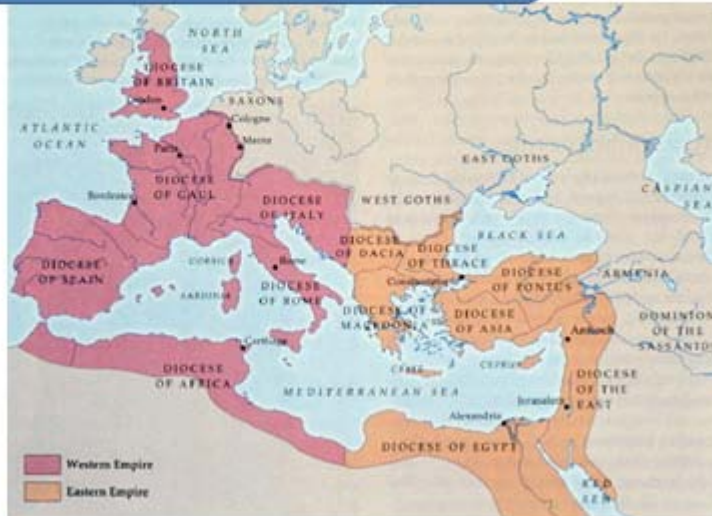 NORTH
SEA
DIOCESE
OF BRITAIN
London
SAXONS
Cologne
Mainz
ATLANTIC
OCEAN
Paris
EAST GOTHS
DIOCESE
OF GAUL
Bordeaux
DIOCESE
OF ITALY
WEST GOTHS
CASPIAN
SEA
BLACK SEA
DIOCESE
OF DACIA
DIOCESE
OF THRACE
CORSICA
Rome
Constantinople
DIOCESE
OF PONTUS
ARMENIA
DIOCESE
OF SPAIN
SARDINIA
DIOCESE
OF ROME
DIOCESE OF
MACEDONIA
DIOCESE
OF ASIA
DOMINION
OF THE
SASSANIDS
Carthage
Antioch
DIOCESE
OF AFRICA
CRETE
CYPRUS
DIOCESE
OF THE
EAST
MEDITERRANEAN SEA
Jerusalem
Alexandria
DIOCESE OF EGYPT
RED
SEA
Western Empire
Eastern Empire